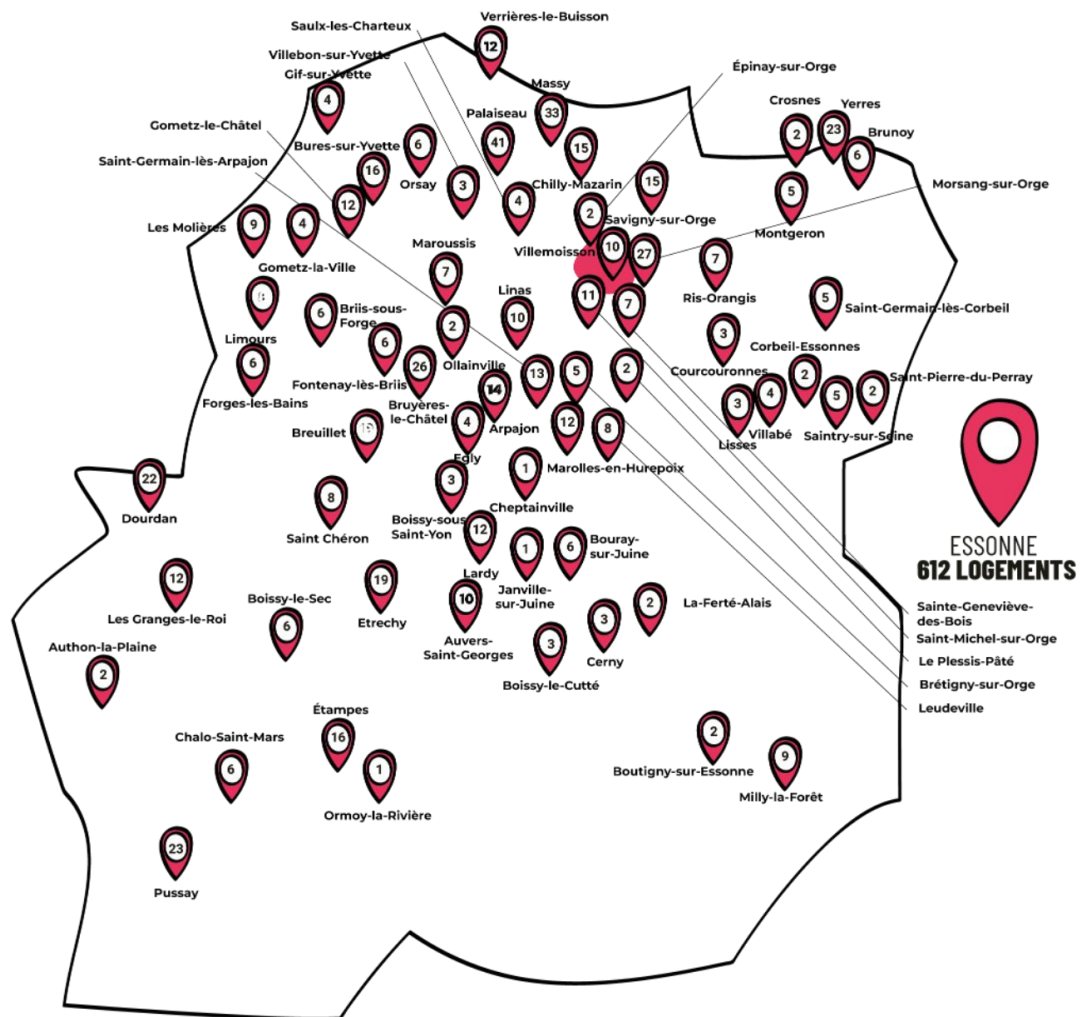 Verrières-le-Buisson
Saulx-les-Charteux
12
Villebon-sur-Yvette
Épinay-sur-Orge
Gif-sur-Yvette
Massy
4
33
Crosnes
Yerres
Palaiseau
Gometz-le-Châtel
2
23
Brunoy
Bures-sur-Yvette
6
41
15
6
Saint-Germain-lès-Arpajon
16
Orsay
3
Chilly-Mazarin
15
5
Morsang-sur-Orge
12
4
2
Savigny-sur-Orge
Les Molières
9
4
Montgeron
Maroussis
Villemoisson
10
27
Gometz-la-Ville
7
7
Linas
11
7
Ris-Orangis
5
Saint-Germain-lès-Corbeil
6
Briis-sous-
Forge
2
10
3
Limours
6
Corbeil-Essonnes
6
26
Ollainville
13
5
2
Courcouronnes
2
Saint-Pierre-du-Perray
Fontenay-lès-Briis
14
3
4
5
2
Forges-les-Bains
Bruyères-
le-Châtel
4
Arpajon
12
8
Villabé
Saintry-sur-Seine
Breuillet
Lisses
Egly
1
Marolles-en-Hurepoix
22
3
Dourdan
8
Cheptainville
Saint Chéron
Boissy-sous
Saint-Yon
12
1
6
Bouray-
sur-Juine
ESSONNE
612 LOGEMENTS
12
19
Lardy
Janville-
sur-Juine
Les Granges-le-Roi
Boissy-le-Sec
10
2
La-Ferté-Alais
Sainte-Geneviève-
des-Bois
Etrechy
6
3
Saint-Michel-sur-Orge
Authon-la-Plaine
Auvers-
Saint-Georges
3
Cerny
Le Plessis-Pâté
2
Boissy-le-Cutté
Brétigny-sur-Orge
Leudeville
Étampes
Chalo-Saint-Mars
16
2
6
1
9
Boutigny-sur-Essonne
Milly-la-Forêt
Ormoy-la-Rivière
23
Pussay